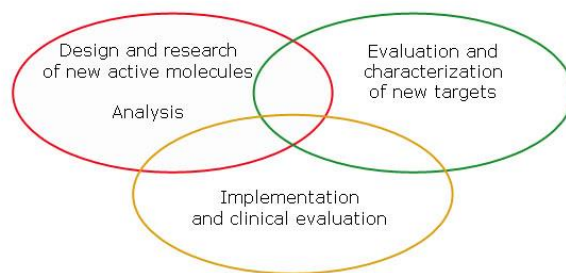 Design and research
of new active molecules
Analysis
Evaluation and
characterization
of new targets
Implementation
and clinical evaluation